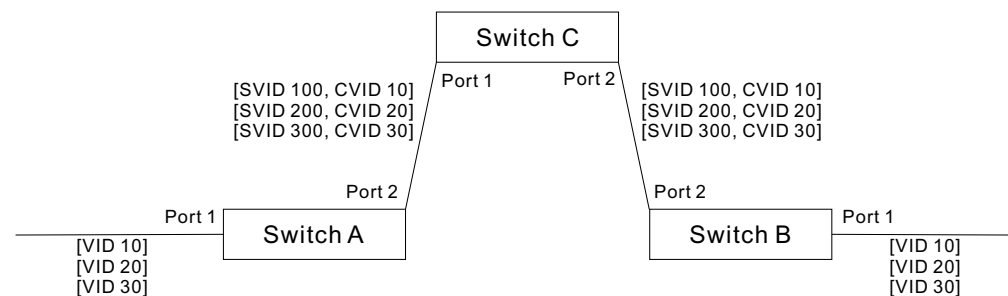 Switch C
Port 1
Port 2
[SVID 100, CVID 10]
[SVID 200, CVID 20]
[SVID 300, CVID 30]
[SVID 100, CVID 10]
[SVID 200, CVID 20]
[SVID 300, CVID 30]
Port 2
Port 2
Port 1
Switch A
Switch B
Port 1
[VID 10]
[VID 20]
[VID 30]
[VID 10]
[VID 20]
[VID 30]